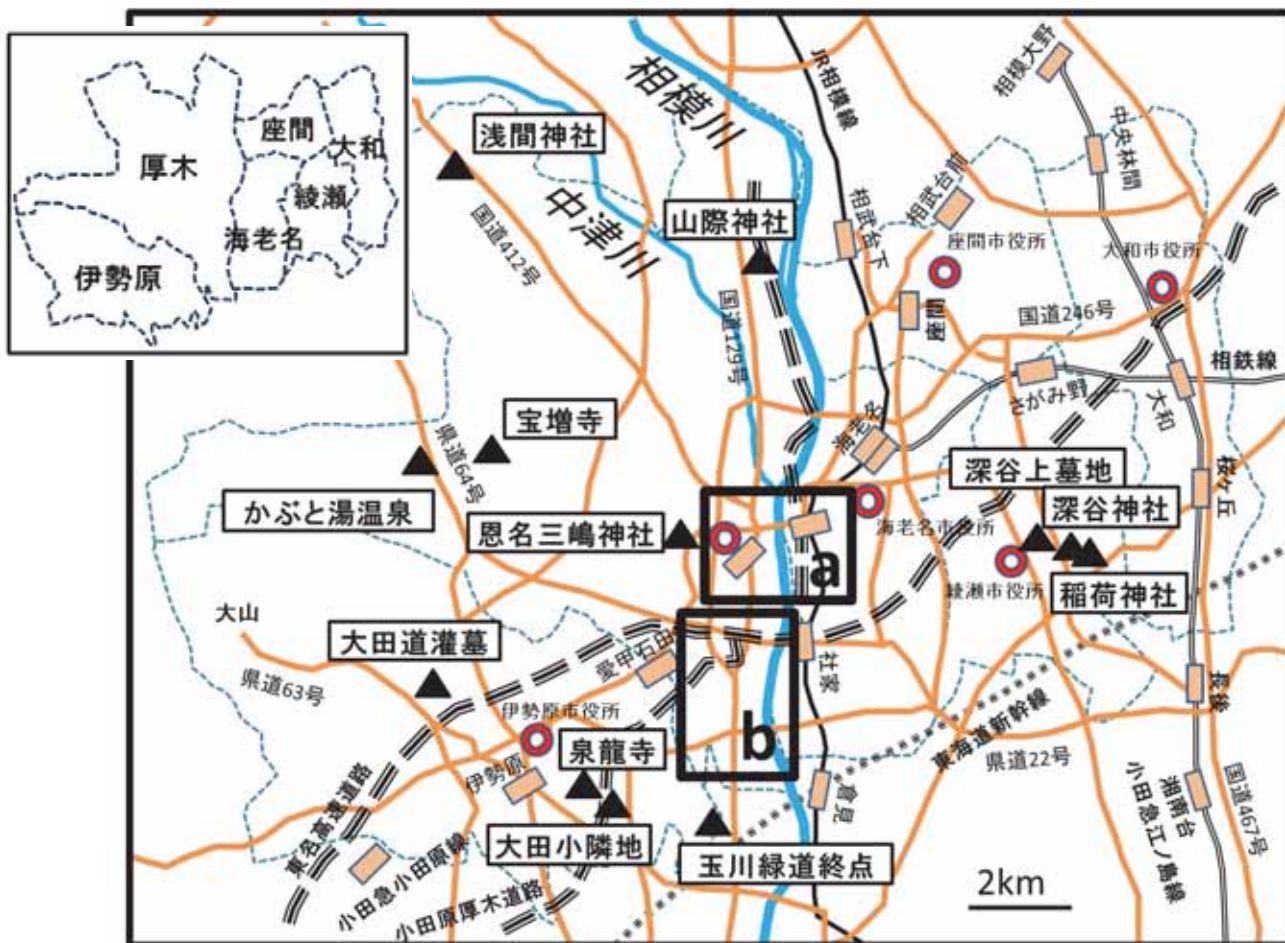 厚木
座間
大和
綾瀬
海老名
伊勢原
相模川
JR相模線
相模大野
中央林間
浅間神社
中津川
国道412号
山際神社
相武台下
相武台前
座間市役所
大和市役所
国道129号
座間
国道246号
相鉄線
さがみ野
大和
海老名
宝増寺
県道64号
かぶと湯温泉
恩名三嶋神社
a
海老名市役所
深谷上墓地
深谷神社
桜ヶ丘
綾瀬市役所
稲荷神社
大山
大田道灌墓
愛甲石田
社家
県道63号
伊勢原市役所
b
長後
東海道新幹線
県道22号
泉龍寺
伊勢原
倉見
東名高速道路
大田小隣地
玉川緑道終点
小田急小田原線
小田原厚木道路
湘南台
小田急江ノ島線
国道467号
2km